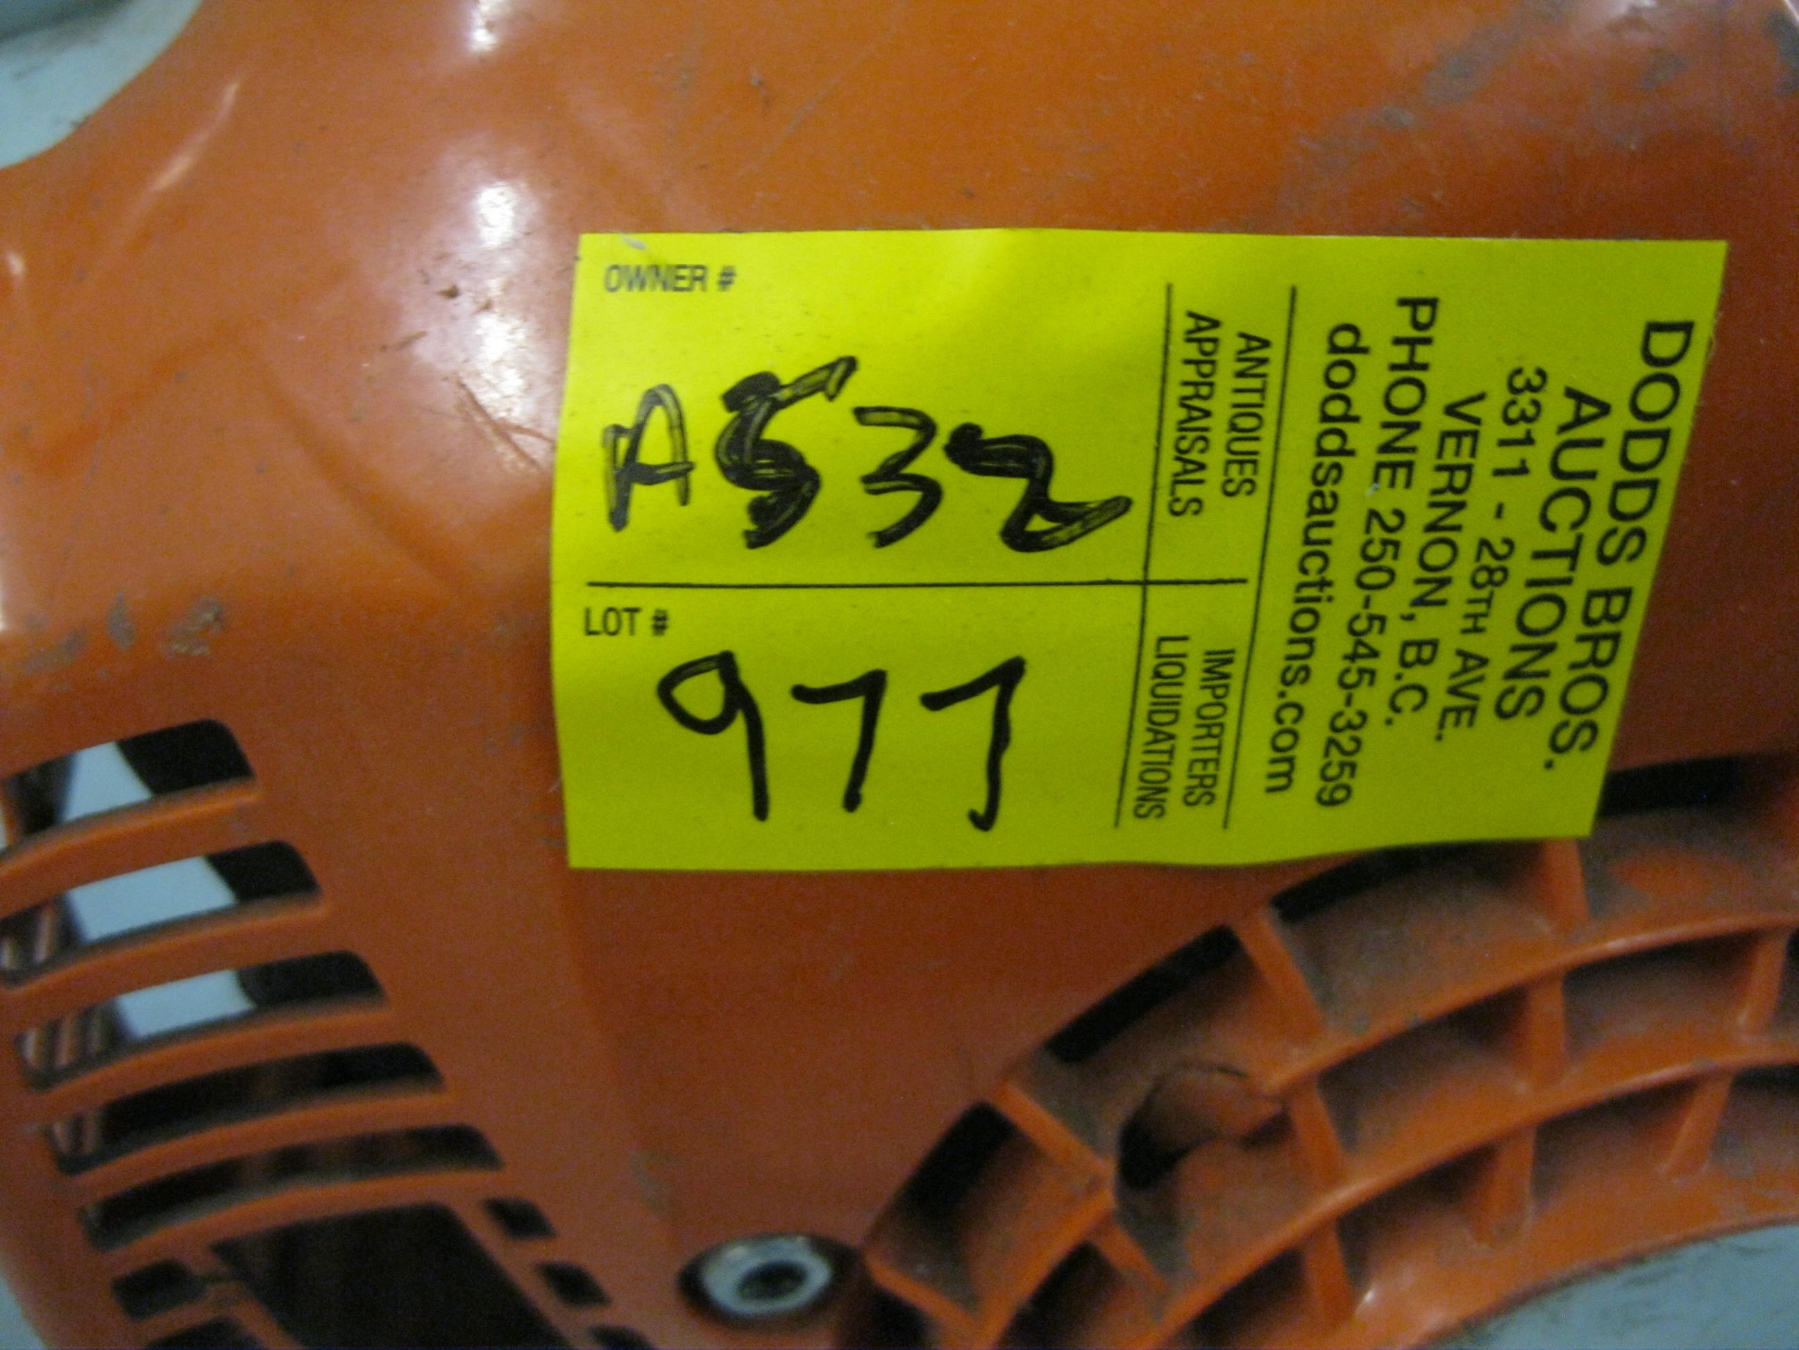 DODDS BROS.
AUCTIONS
3311 - 28TH AVE.
VERNON, B.C.
PHONE 250-545-3259
doddsauctions.com
ANTIQUES
APPRAISALS
IMPORTERS
LIQUIDATIONS
OWNER #
A532
LOT #
977